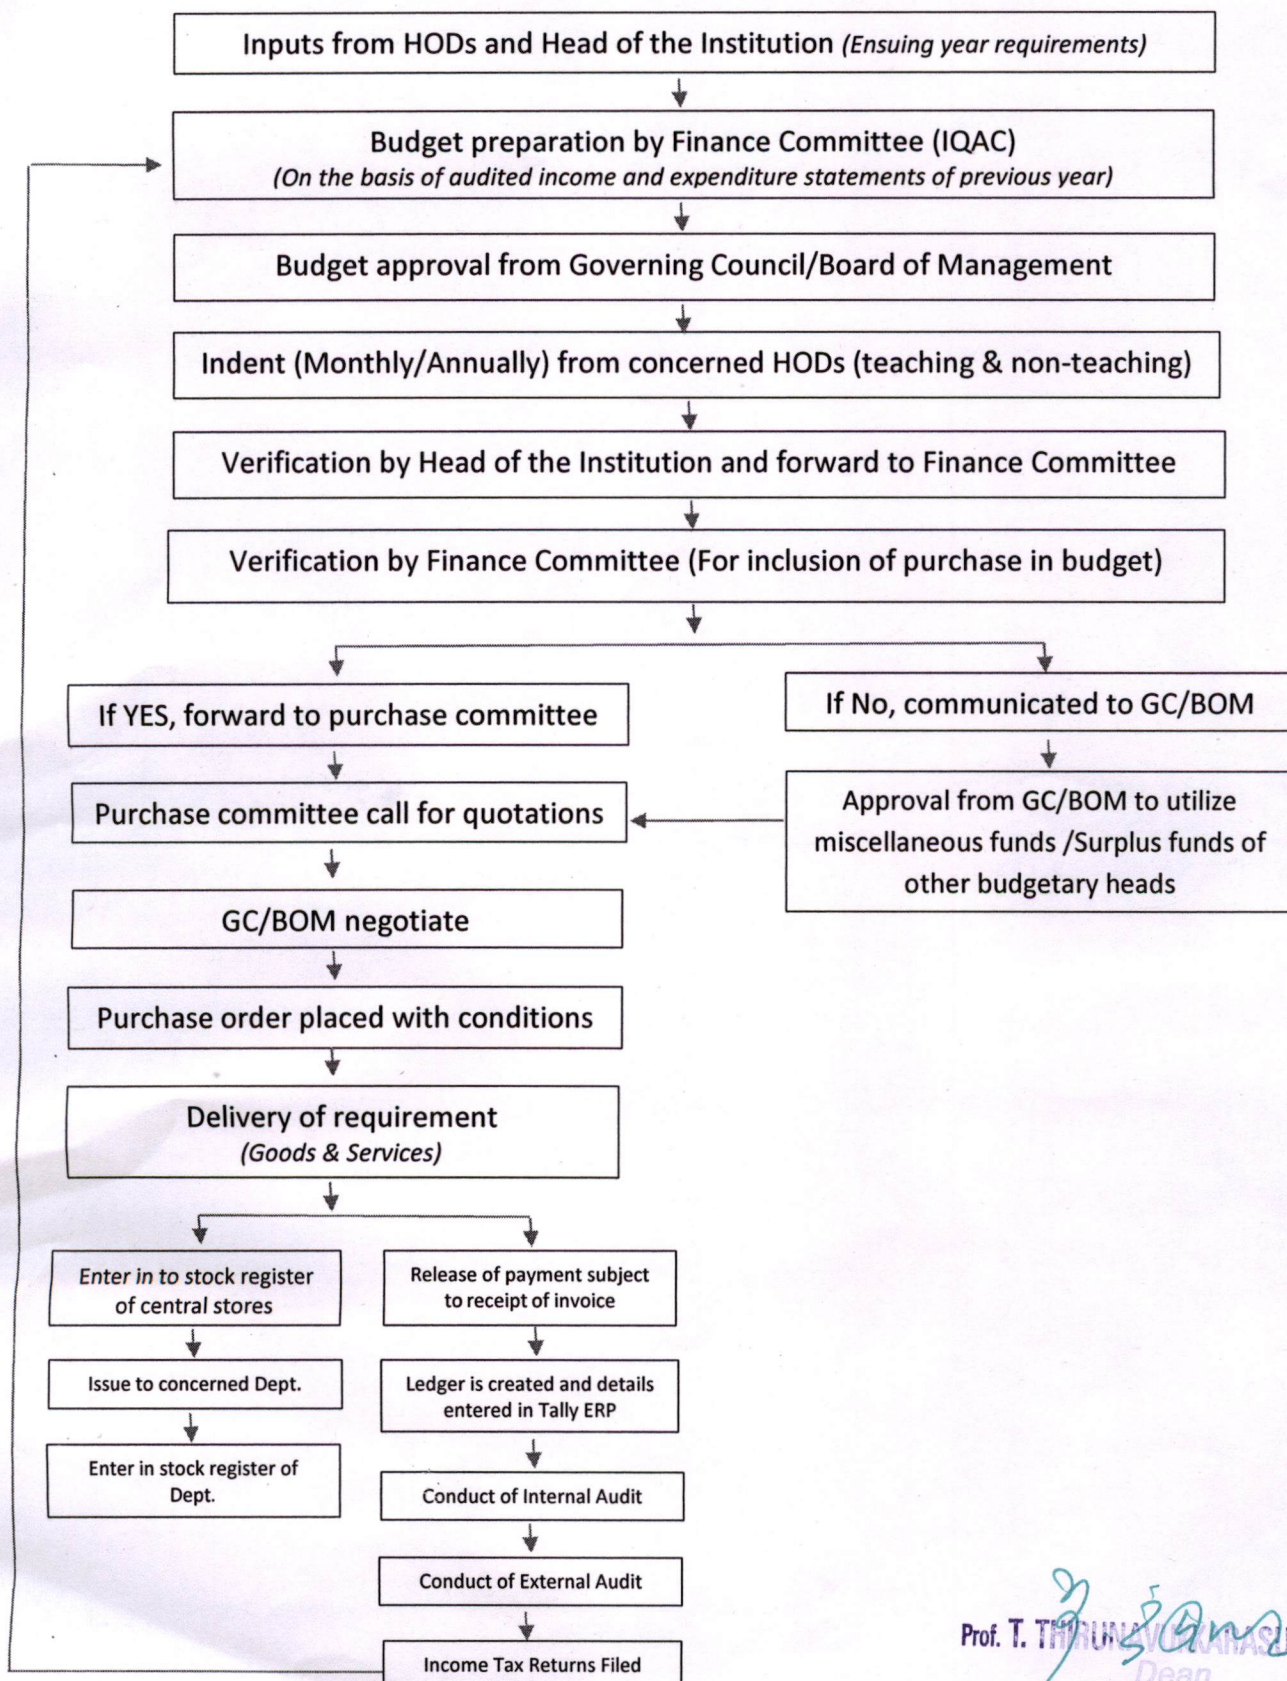 Inputs from HODs and Head of the Institution (Ensuing year requirements)
Budget preparation by Finance Committee (IQAC)
(On the basis of audited income and expenditure statements of previous year)
Budget approval from Governing Council/Board of Management
Indent (Monthly/Annually) from concerned HODs (teaching & non-teaching)
Verification by Head of the Institution and forward to Finance Committee
Verification by Finance Committee (For inclusion of purchase in budget)
If YES, forward to purchase committee
If No, communicated to GC/BOM
Purchase committee call for quotations
Approval from GC/BOM to utilize
miscellaneous funds /Surplus funds of
other budgetary heads
GC/BOM negotiate
Purchase order placed with conditions
Delivery of requirement
(Goods & Services)
Enter in to stock register
of central stores
Release of payment subject
to receipt of invoice
Issue to concerned Dept.
Ledger is created and details
entered in Tally ERP
Enter in stock register of
Dept.
Conduct of Internal Audit
Conduct of External Audit
Income Tax Returns Filed
Prof. T. THIRUNAVUKKARASU
Dean